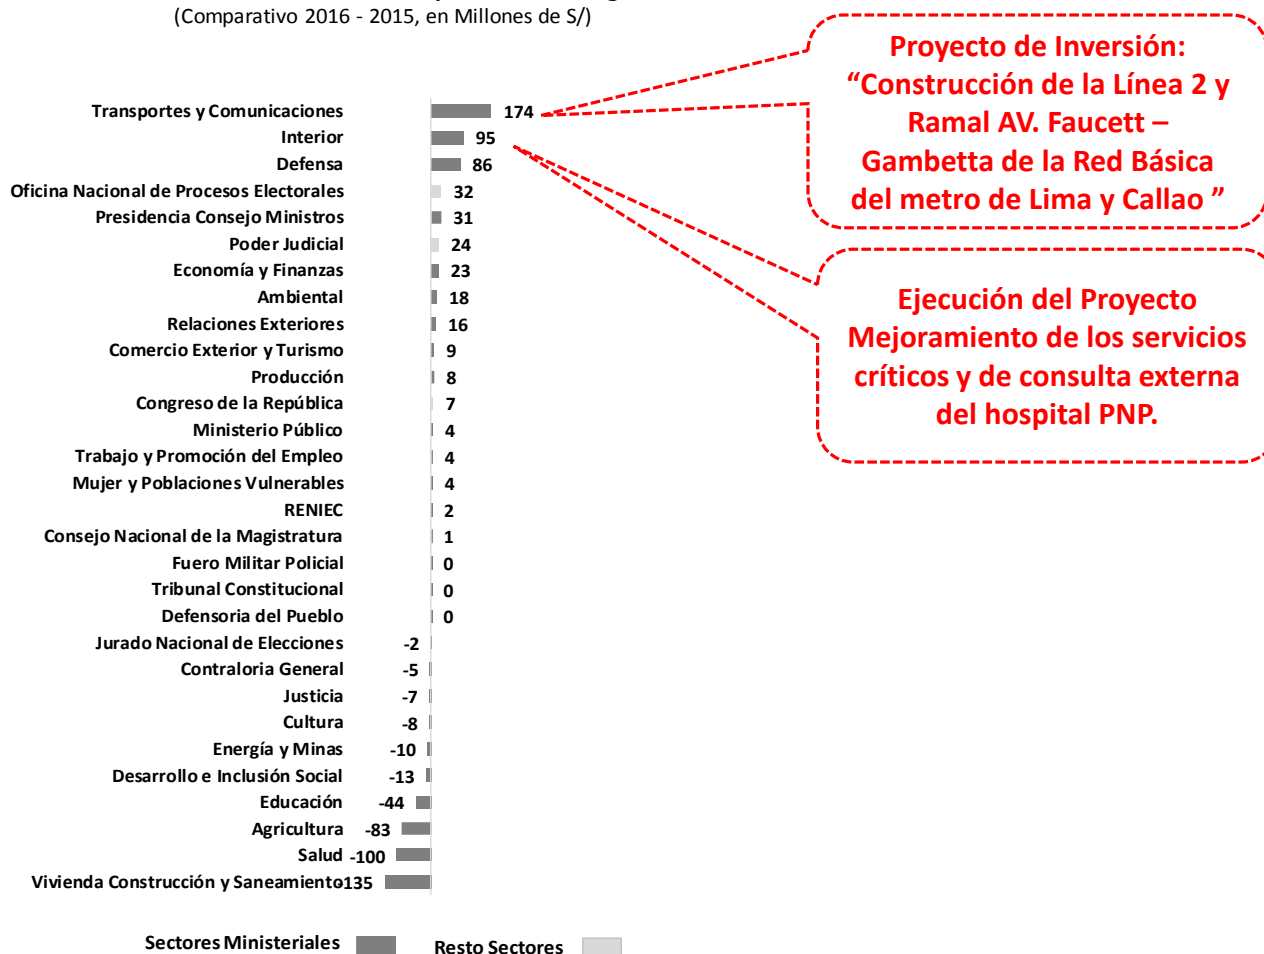 (Comparativo 2016 - 2015, en Millones de S/)
Proyecto de Inversión:
“Construcción de la Línea 2 y
Ramal AV. Faucett –
Gambetta de la Red Básica
del metro de Lima y Callao ”
Ejecución del Proyecto
Mejoramiento de los servicios
críticos y de consulta externa
del hospital PNP.
Transportes y Comunicaciones 174
Interior 95
Defensa 86
Oficina Nacional de Procesos Electorales 32
Presidencia Consejo Ministros 31
Poder Judicial 24
Economía y Finanzas 23
Ambiental 18
Relaciones Exteriores 16
Comercio Exterior y Turismo 9
Producción 8
Congreso de la República 7
Ministerio Público 4
Trabajo y Promoción del Empleo 4
Mujer y Poblaciones Vulnerables 4
RENIEC 2
Consejo Nacional de la Magistratura 1
Fuero Militar Policial 0
Tribunal Constitucional 0
Defensoria del Pueblo 0
Jurado Nacional de Elecciones -2
Contraloria General -5
Justicia -7
Cultura -8
Energía y Minas -10
Desarrollo e Inclusión Social -13
Educación -44
Agricultura -83
Salud -100
Vivienda Construcción y Saneamiento -135
Sectores Ministeriales Resto Sectores